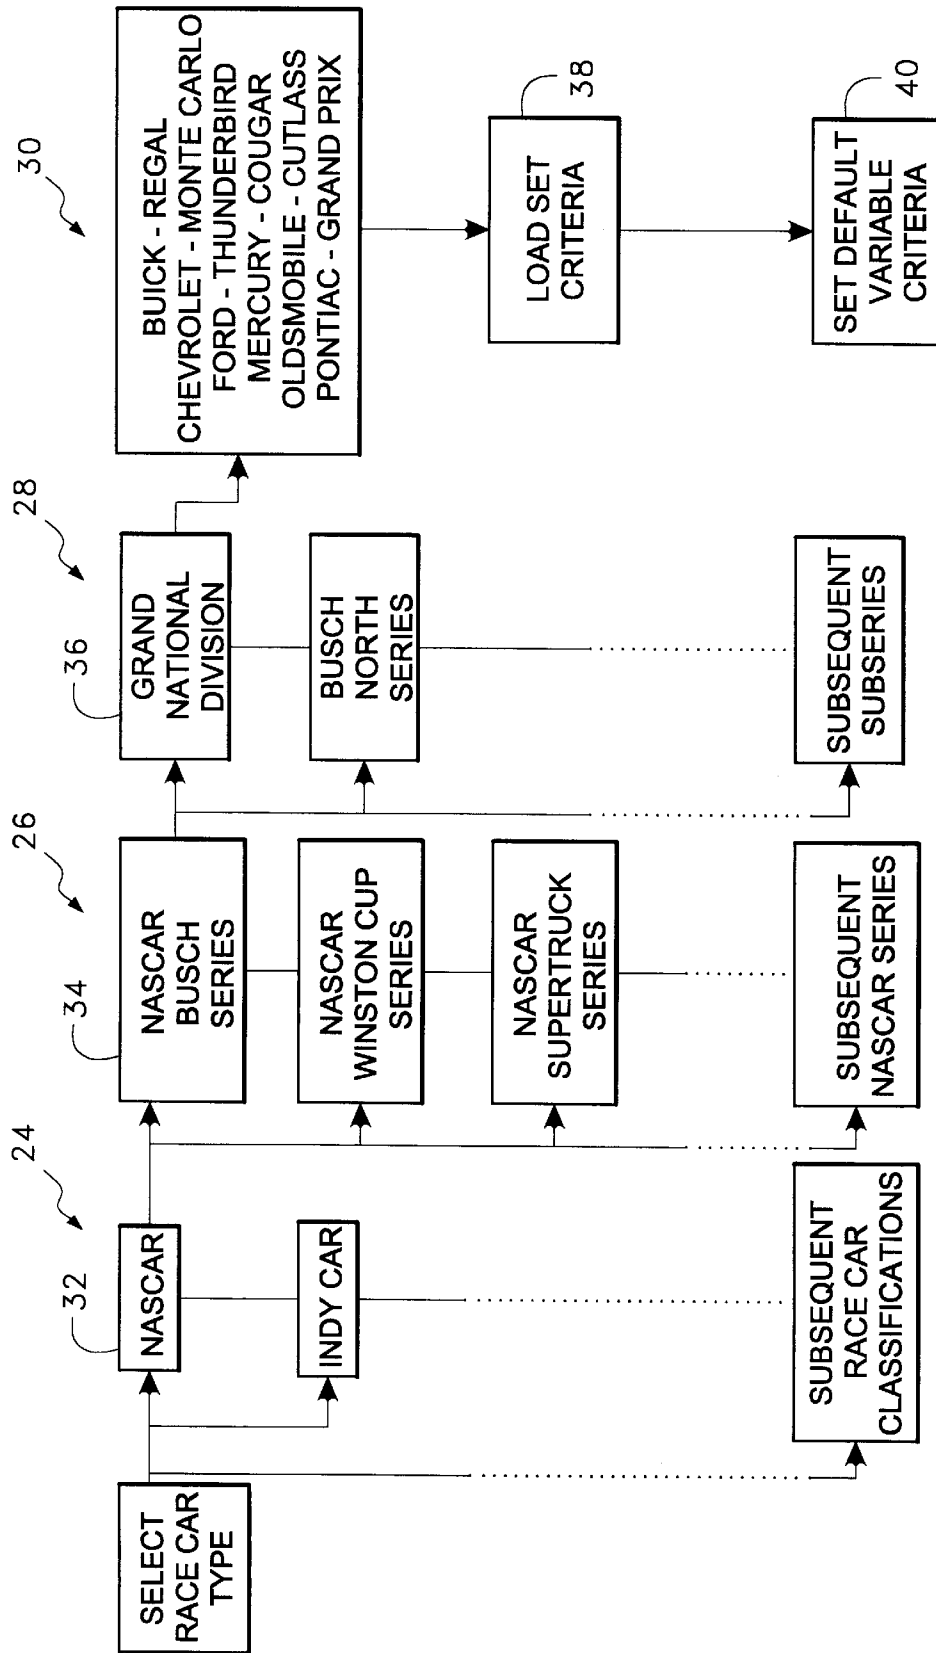 SELECT
RACE CAR
TYPE
24
32
NASCAR
INDY CAR
SUBSEQUENT
RACE CAR
CLASSIFICATIONS
26
34
NASCAR
BUSCH
SERIES
NASCAR
WINSTON CUP
SERIES
NASCAR
SUPERTRUCK
SERIES
SUBSEQUENT
NASCAR SERIES
28
36
GRAND
NATIONAL
DIVISION
BUSCH
NORTH
SERIES
SUBSEQUENT
SUBSERIES
30
BUICK - REGAL
CHEVROLET - MONTE CARLO
FORD - THUNDERBIRD
MERCURY - COUGAR
OLDSMOBILE - CUTLASS
PONTIAC - GRAND PRIX
38
LOAD SET
CRITERIA
40
SET DEFAULT
VARIABLE
CRITERIA